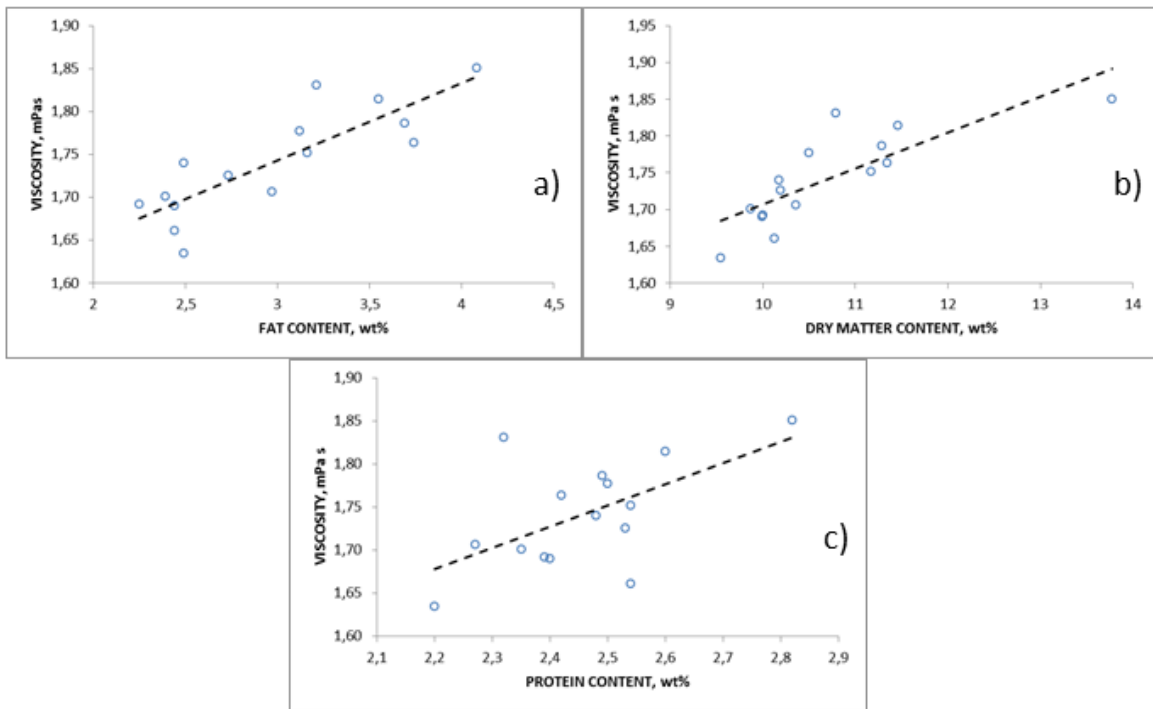 1,90
1,85
1,80
1,75
1,70
1,65
1,60
VISCOSITY, mPas
2 2,5 3 3,5 4 4,5
FAT CONTENT, wt%
a)
1,95
1,90
1,85
1,80
1,75
1,70
1,65
1,60
VISCOSITY, mPa s
9 10 11 12 13 14
DRY MATTER CONTENT, wt%
b)
1,90
1,85
1,80
1,75
1,70
1,65
1,60
VISCOSITY, mPa s
2,1 2,2 2,3 2,4 2,5 2,6 2,7 2,8 2,9
PROTEIN CONTENT, wt%
c)